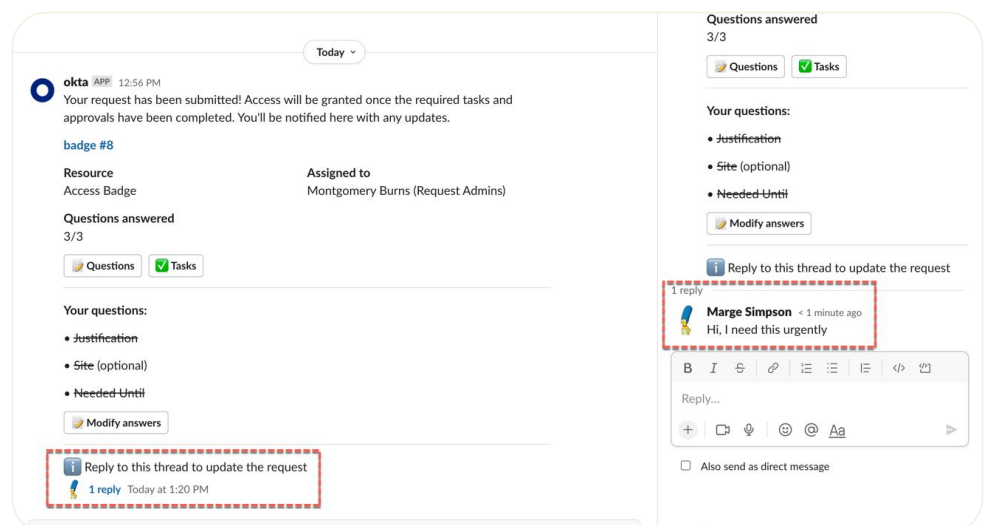 Today
okta APP 12:56 PM
Your request has been submitted! Access will be granted once the required tasks and
approvals have been completed. You'll be notified here with any updates.
badge #8
Resource
Access Badge
Assigned to
Montgomery Burns (Request Admins)
Questions answered
3/3
Questions
Tasks
Your questions:
• Justification
• Site (optional)
• Needed Until
Modify answers
Reply to this thread to update the request
1 reply Today at 1:20 PM
Questions answered
3/3
Questions
Tasks
Your questions:
• Justification
• Site (optional)
• Needed Until
Modify answers
Reply to this thread to update the request
1 reply
Marge Simpson < 1 minute ago
Hi, I need this urgently
B I S
Reply...
+ @ Aa
Also send as direct message